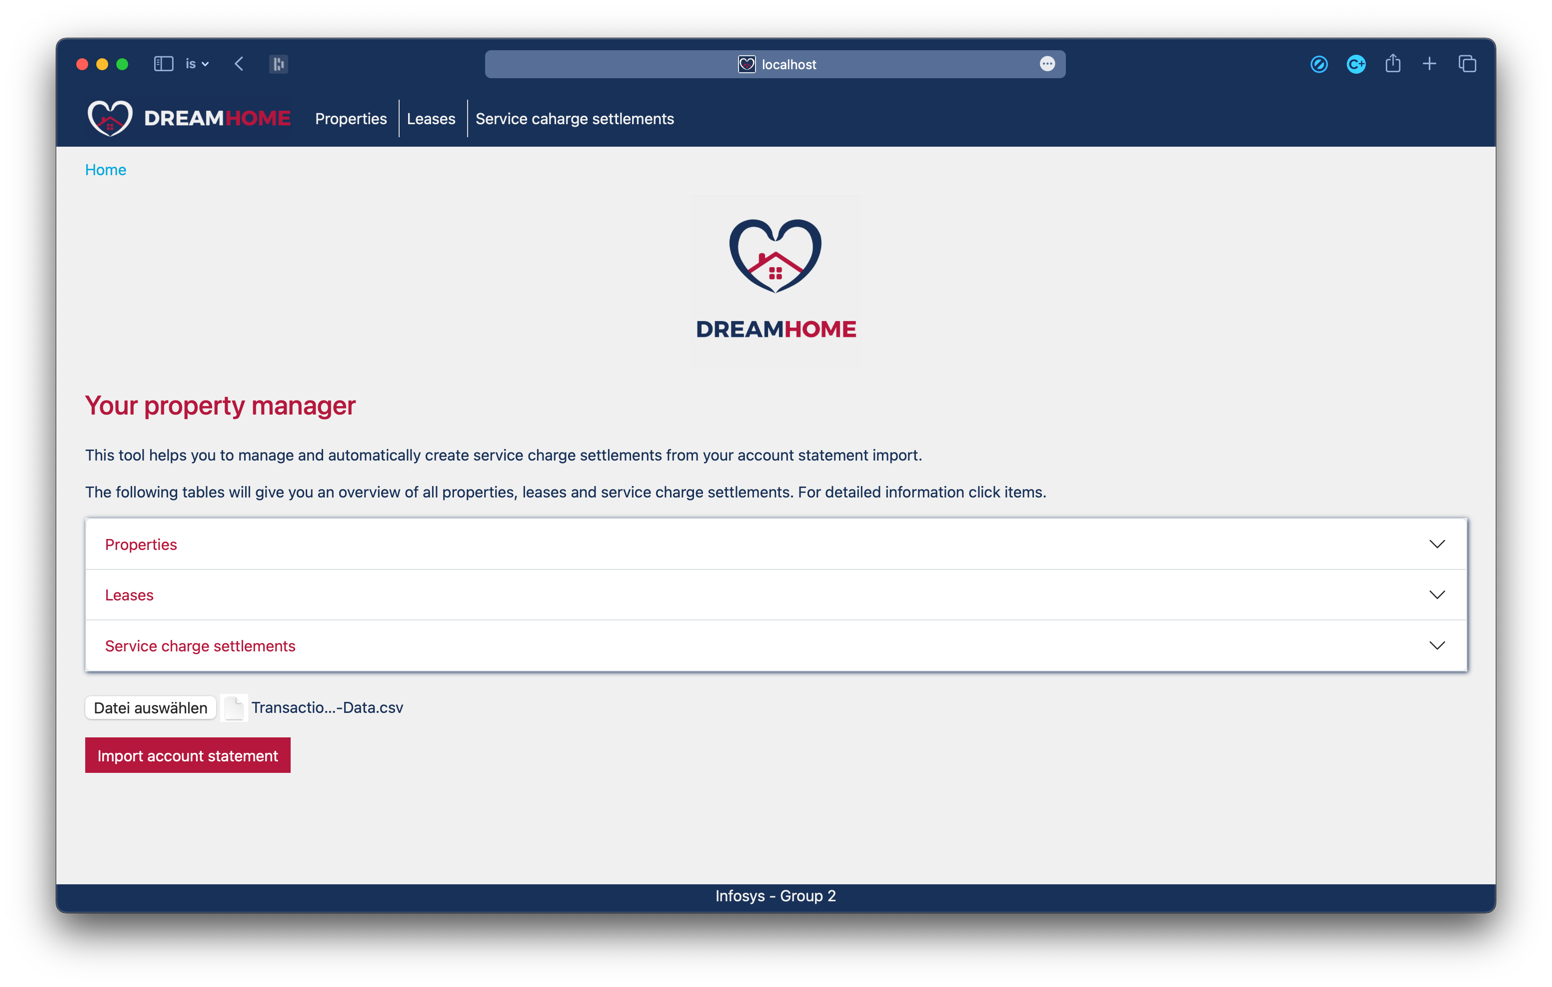 is
localhost
DREAMHOME
Properties
Leases
Service caharge settlements
Home
DREAMHOME
Your property manager
This tool helps you to manage and automatically create service charge settlements from your account statement import.
The following tables will give you an overview of all properties, leases and service charge settlements. For detailed information click items.
Properties
Leases
Service charge settlements
Datei auswählen Transactio...-Data.csv
Import account statement
Infosys - Group 2